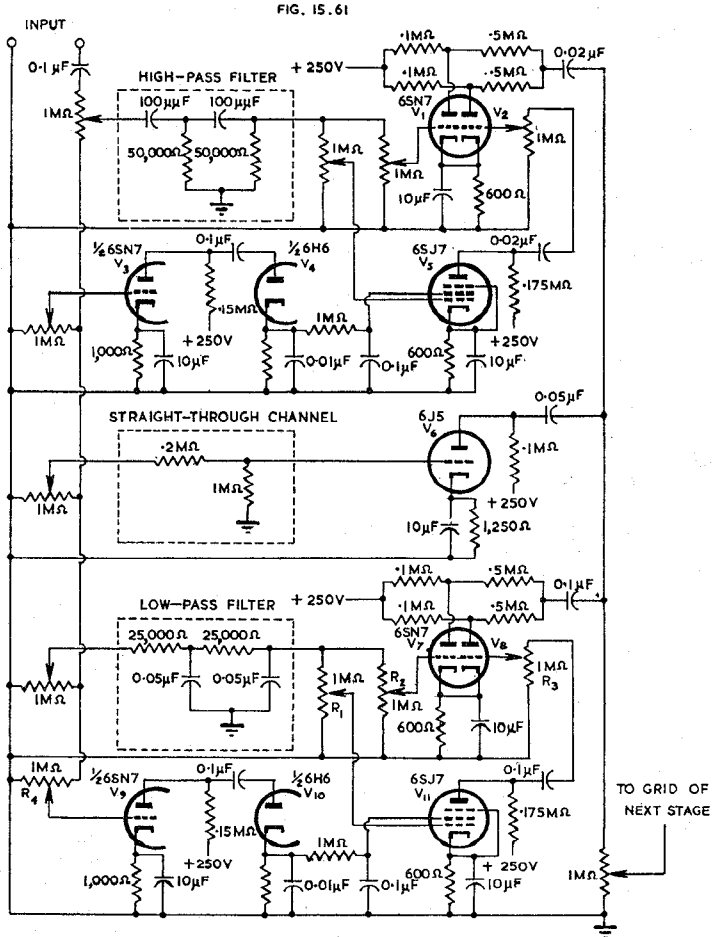 FIG. 15.61
INPUT
0·1 µF
1MΩ
HIGH-PASS FILTER
100µµF 100µµF
50,000Ω 50,000Ω
1MΩ
1MΩ
+250V
·1MΩ ·5MΩ
·1MΩ ·5MΩ
0·02µF
6SN7
V1 V2
1MΩ
10µF 600Ω
½6SN7
V3
0·1µF
½6H6
V4
6SJ7
V5
0·02µF
·15MΩ
1MΩ
·175MΩ
+250V
+250V
1MΩ
1,000Ω
10µF
0·01µF
0·1µF
600Ω
10µF
STRAIGHT-THROUGH CHANNEL
·2MΩ
1MΩ
1MΩ
6J5
V6
0·05µF
·1MΩ
+250V
10µF
1,250Ω
LOW-PASS FILTER
25,000Ω 25,000Ω
0·05µF 0·05µF
1MΩ
1MΩ
R1
R2
1MΩ
+250V
·1MΩ ·5MΩ
·1MΩ ·5MΩ
0·1µF
6SN7
V7 V8
1MΩ
R3
600Ω
10µF
1MΩ
R4
½6SN7
V9
0·1µF
½6H6
V10
6SJ7
V11
0·1µF
·15MΩ
1MΩ
·175MΩ
+250V
+250V
1,000Ω
10µF
0·01µF
0·1µF
600Ω
10µF
TO GRID OF
NEXT STAGE
1MΩ